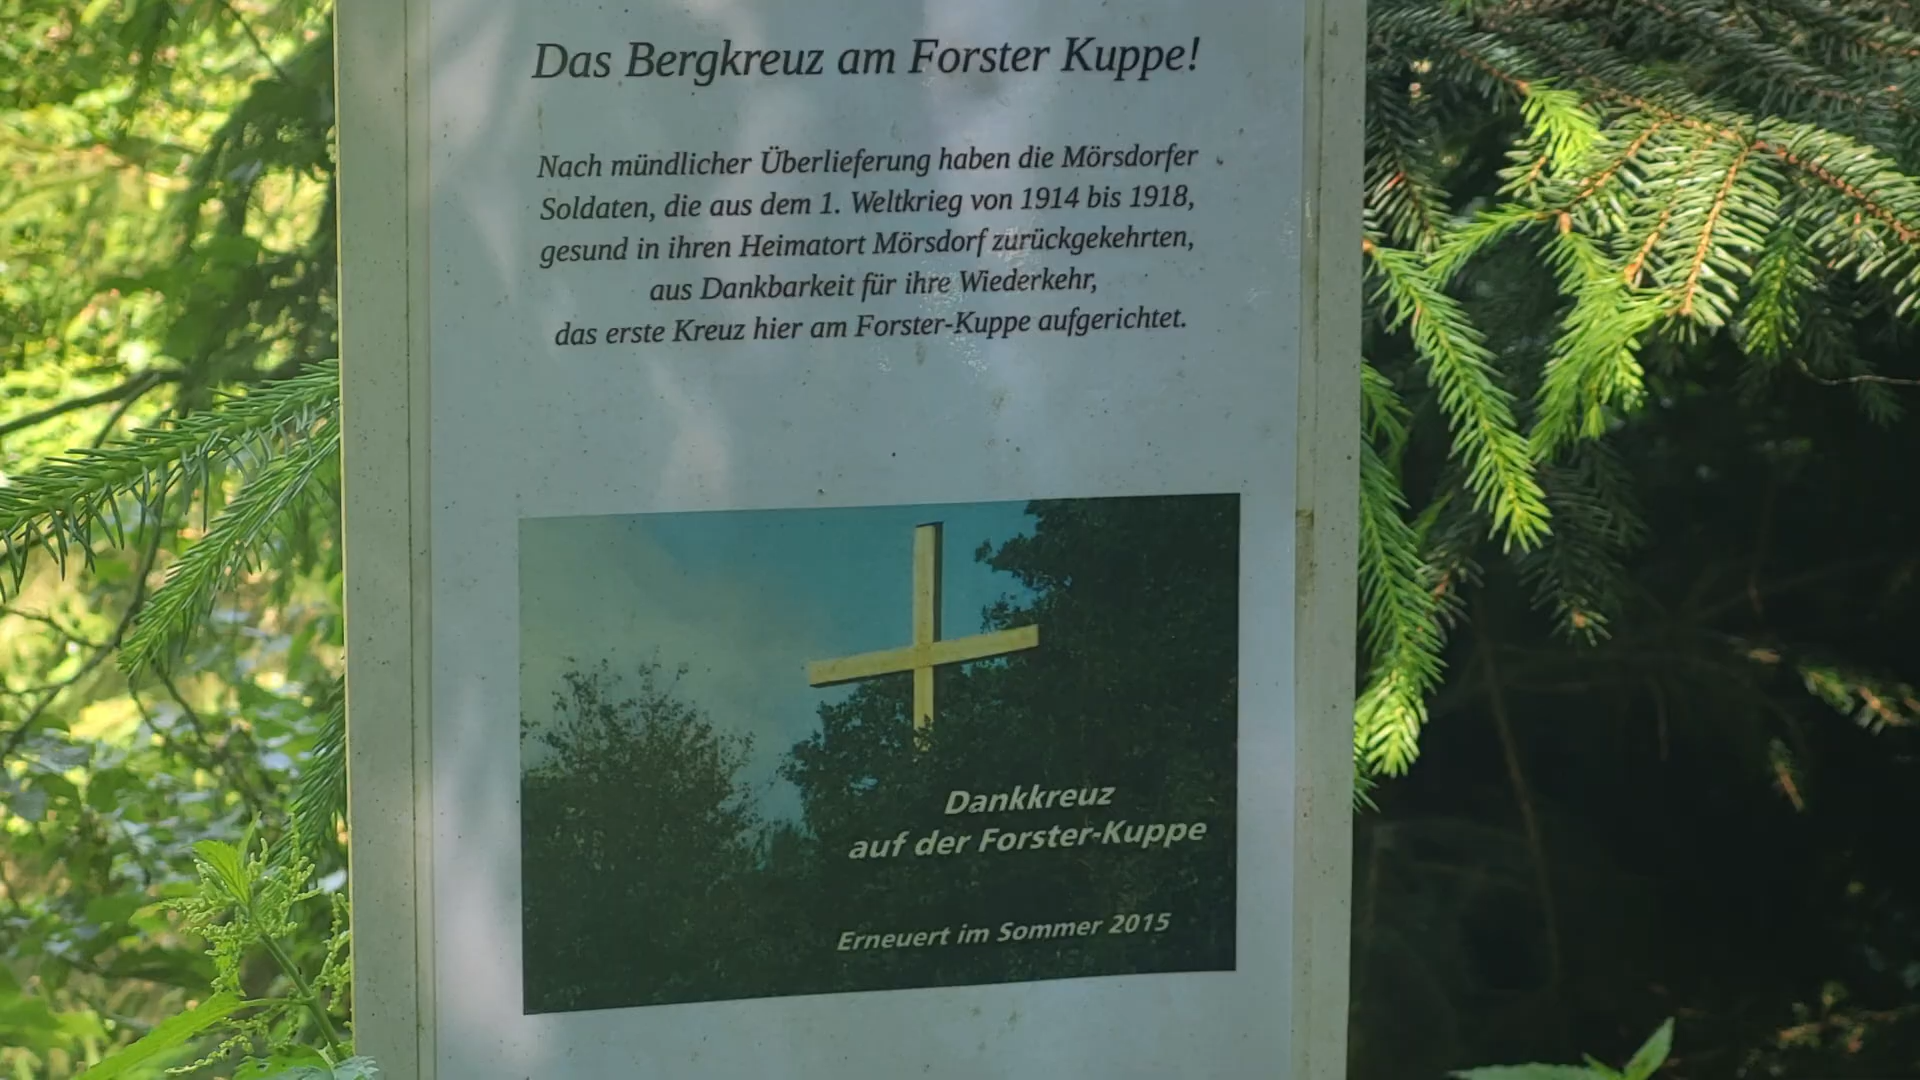 Das Bergkreuz am Forster Kuppe!
Nach mündlicher Überlieferung haben die Mörsdorfer
Soldaten, die aus dem 1. Weltkrieg von 1914 bis 1918,
gesund in ihren Heimatort Mörsdorf zurückgekehrten,
aus Dankbarkeit für ihre Wiederkehr,
das erste Kreuz hier am Forster-Kuppe aufgerichtet.
Dankkreuz
auf der Forster-Kuppe
Erneuert im Sommer 2015